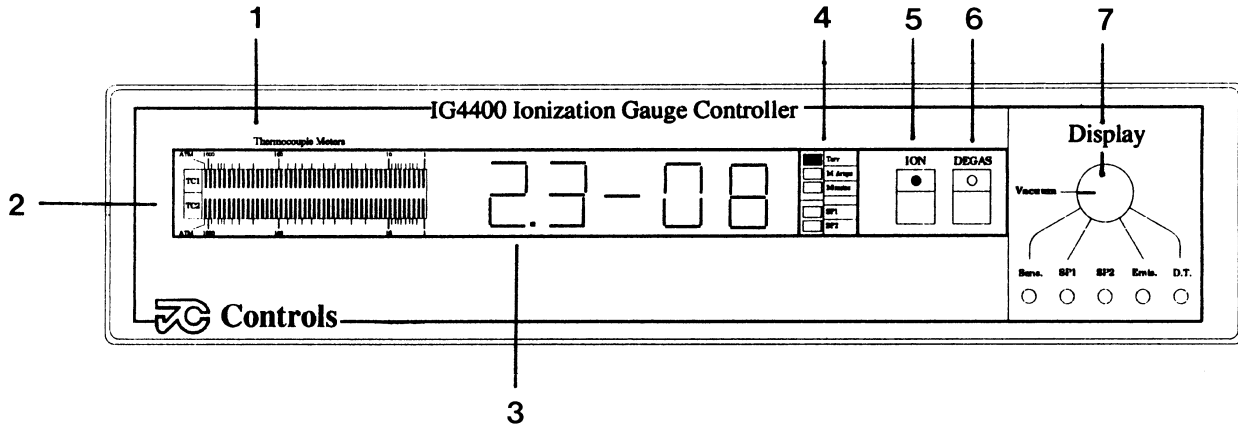 1
4
5
6
7
IG4400 Ionization Gauge Controller
Display
Thermocouple Meters
ATM
10
Torr
ION
DEGAS
M Amps
Vacuum
TC1
2
TC2
2.3-08
SP1
SP2
ATM
Sens. SP1 SP2 Emis. D.T.
Controls
3